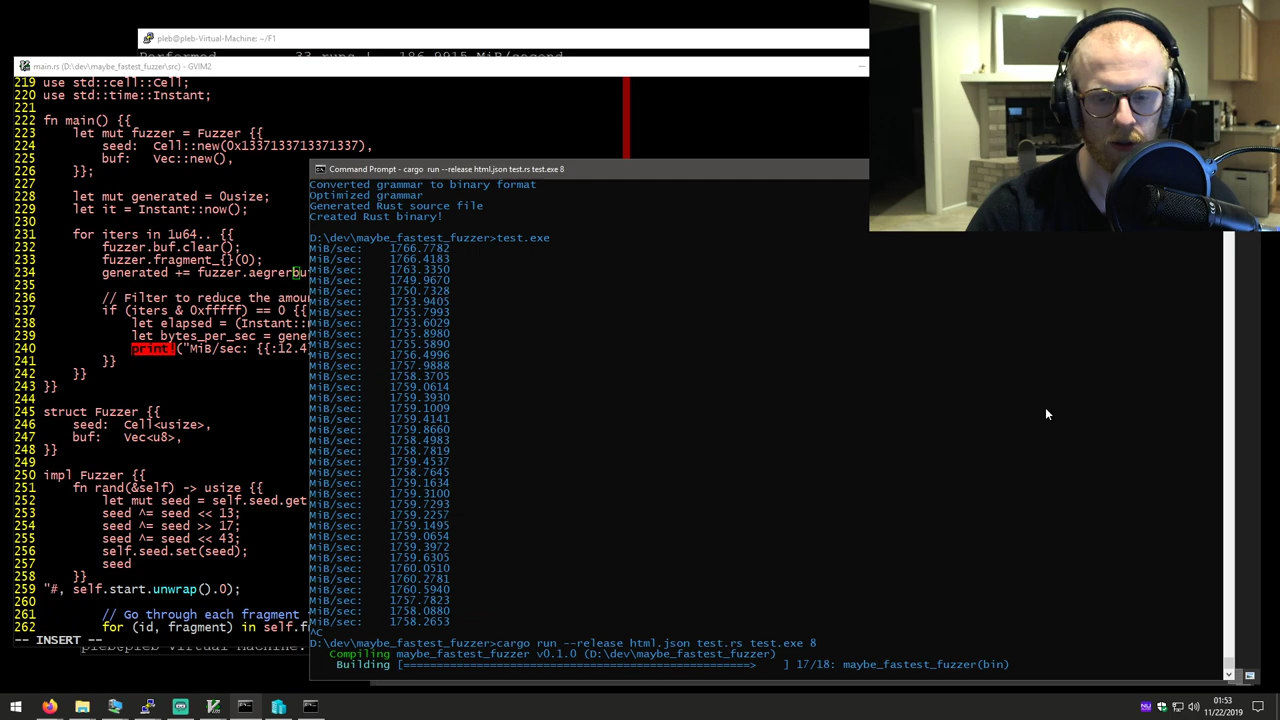 pleb@pleb-Virtual-Machine: ~/F1
Performed 33 runs ! 186.9915 MiB/second
main.rs (D:\dev\maybe_fastest_fuzzer\src) - GVIM2
219 use std::cell::Cell;
220 use std::time::Instant;
221
222 fn main() {{
223     let mut fuzzer = Fuzzer {{
224         seed:  Cell::new(0x1337133713371337),
225         buf:   Vec::new(),
226     }};
227
228     let mut generated = 0usize;
229     let it = Instant::now();
230
231     for iters in 1u64.. {{
232         fuzzer.buf.clear();
233         fuzzer.fragment_{}(0);
234         generated += fuzzer.aegrerbu
235
236         // Filter to reduce the amou
237         if (iters & 0xfffff) == 0 {{
238             let elapsed = (Instant::
239             let bytes_per_sec = gene
240             print!("MiB/sec: {{:12.4
241         }}
242     }}
243 }}
244
245 struct Fuzzer {{
246     seed:  Cell<usize>,
247     buf:   Vec<u8>,
248 }}
249
250 impl Fuzzer {{
251     fn rand(&self) -> usize {{
252         let mut seed = self.seed.get
253         seed ^= seed << 13;
254         seed ^= seed >> 17;
255         seed ^= seed << 43;
256         self.seed.set(seed);
257         seed
258     }}
259 "#, self.start.unwrap().0);
260
261         // Go through each fragment
262         for (id, fragment) in self.f
-- INSERT --
pleb@pleb-Virtual-Machine:
Command Prompt - cargo  run --release html.json test.rs test.exe 8
Converted grammar to binary format
Optimized grammar
Generated Rust source file
Created Rust binary!
D:\dev\maybe_fastest_fuzzer>test.exe
MiB/sec:    1766.7782
MiB/sec:    1766.4183
MiB/sec:    1763.3350
MiB/sec:    1749.9670
MiB/sec:    1750.7328
MiB/sec:    1753.9405
MiB/sec:    1755.7993
MiB/sec:    1753.6029
MiB/sec:    1755.8980
MiB/sec:    1755.5890
MiB/sec:    1756.4996
MiB/sec:    1757.9888
MiB/sec:    1758.3705
MiB/sec:    1759.0614
MiB/sec:    1759.3930
MiB/sec:    1759.1009
MiB/sec:    1759.4141
MiB/sec:    1759.8660
MiB/sec:    1758.4983
MiB/sec:    1758.7819
MiB/sec:    1759.4537
MiB/sec:    1758.7645
MiB/sec:    1759.1634
MiB/sec:    1759.3100
MiB/sec:    1759.7293
MiB/sec:    1759.2257
MiB/sec:    1759.1495
MiB/sec:    1759.0654
MiB/sec:    1759.3972
MiB/sec:    1759.6305
MiB/sec:    1760.0510
MiB/sec:    1760.2781
MiB/sec:    1760.5940
MiB/sec:    1757.7823
MiB/sec:    1758.0880
MiB/sec:    1758.2653
^C
D:\dev\maybe_fastest_fuzzer>cargo run --release html.json test.rs test.exe 8
Compiling maybe_fastest_fuzzer v0.1.0 (D:\dev\maybe_fastest_fuzzer)
Building [===================================================> ] 17/18: maybe_fastest_fuzzer(bin)
01:53
11/22/2019